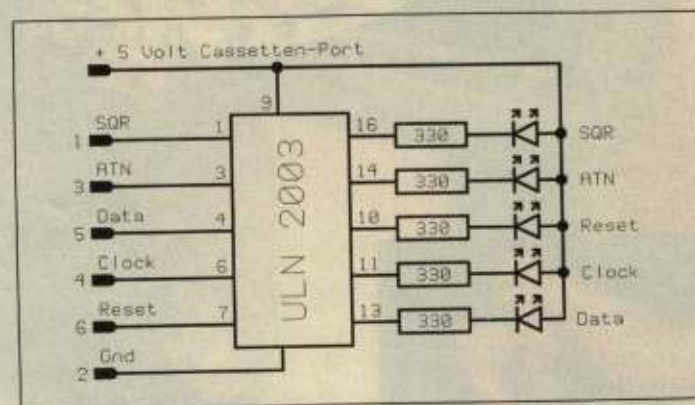 + 5 Volt Cassetten-Port
9
1 SQR 1
3 ATN 3
5 Data 4
4 Clock 6
6 Reset 7
2 Gnd
ULN 2003
16 330 SQR
14 330 ATN
10 330 Reset
11 330 Clock
13 330 Data